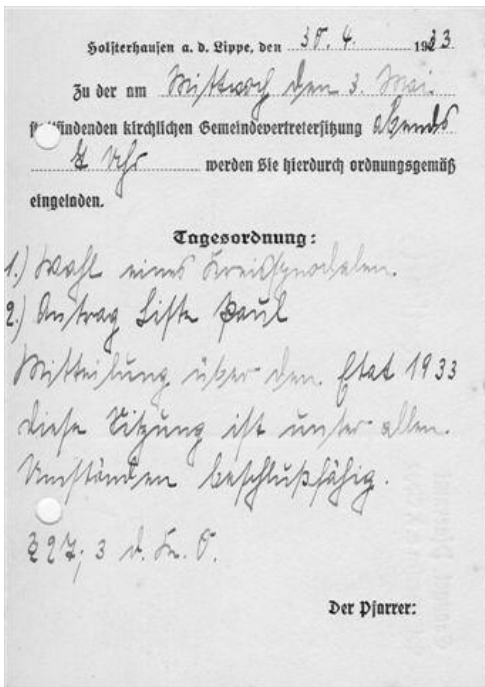 Holsterhausen a. d. Lippe, den 30. 4. 1933
Zu der am Mittwoch den 3. Mai.
stattfindenden kirchlichen Gemeindevertretersitzung abends
8 Uhr werden Sie hierdurch ordnungsgemäß
eingeladen.
Tagesordnung:
1.) Wahl eines Kreissynodalen.
2.) Antrag Liste Paul
Mitteilung über den Etat 1933
Diese Sitzung ist unter allen.
Umständen beschlußfähig.
§ 27, 3 d. K. O.
Der Pfarrer: